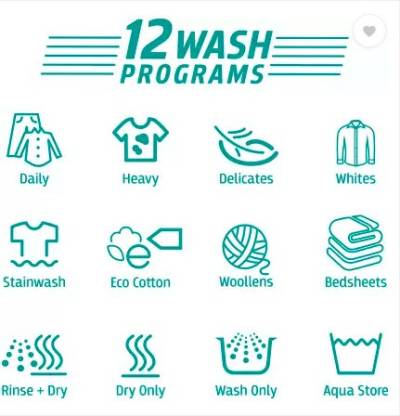 12 WASH
PROGRAMS
Daily
Heavy
Delicates
Whites
Stainwash
Eco Cotton
Woollens
Bedsheets
Rinse + Dry
Dry Only
Wash Only
Aqua Store